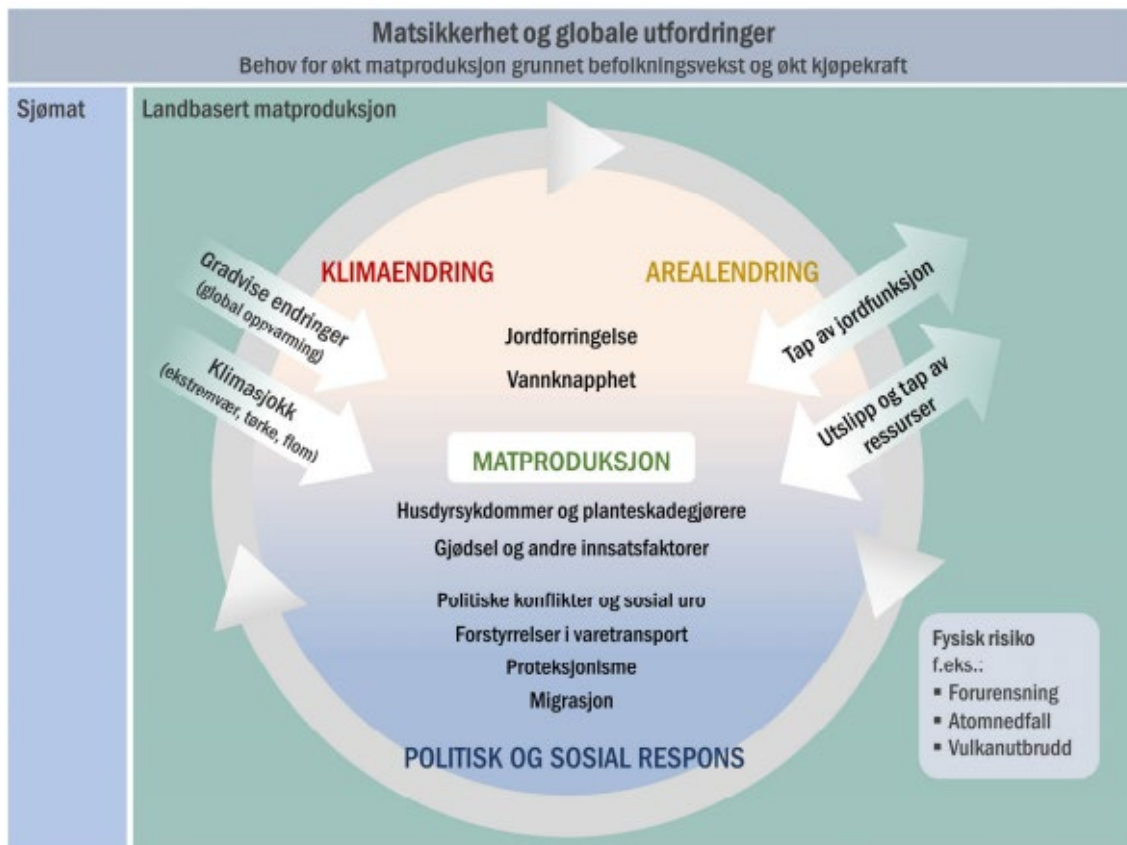 Matsikkerhet og globale utfordringer
Behov for økt matproduksjon grunnet befolkningsvekst og økt kjøpekraft
Sjømat
Landbasert matproduksjon
KLIMAENDRING
AREALENDRING
Gradvise endringer
(global oppvarming)
Klimasjokk
(ekstremvær, tørke, flom)
Tap av jordfunksjon
Utslipp og tap av
ressurser
Jordforringelse
Vannknapphet
MATPRODUKSJON
Husdyrsykdommer og planteskadegjørere
Gjødsel og andre innsatsfaktorer
Politiske konflikter og sosial uro
Forstyrrelser i varetransport
Proteksjonisme
Migrasjon
POLITISK OG SOSIAL RESPONS
Fysisk risiko
f.eks.:
▪ Forurensning
▪ Atomnedfall
▪ Vulkanutbrudd